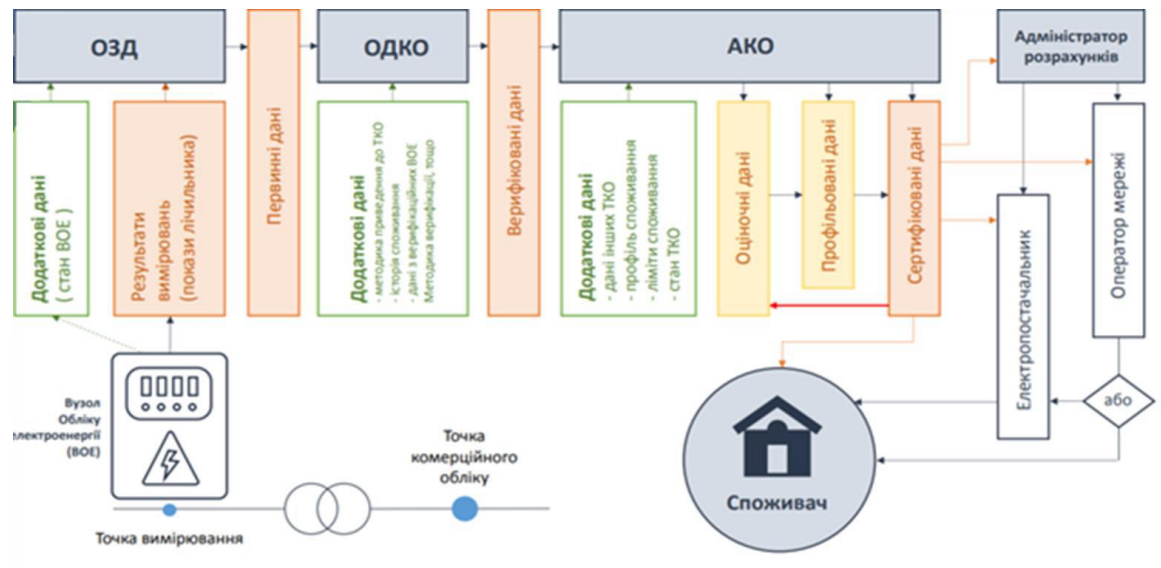 ОЗД
ОДКО
АКО
Адміністратор
розрахунків
Додаткові дані
( стан ВОЕ )
Результати
вимірювань
(покази лічильника)
Первинні дані
Додаткові дані
- методика приведення до ТКО
- історія споживання
- дані з верифікаційних ВОЕ
Методика верифікації, тощо
Верифіковані дані
Додаткові дані
- дані інших ТКО
- профіль споживання
- ліміти споживання
- стан ТКО
Оціночні дані
Профільовані дані
Сертифіковані дані
Електропостачальник
Оператор мережі
або
Вузол
Обліку
лектроенергії
(ВОЕ)
Точка
комерційного
обліку
Точка вимірювання
Споживач